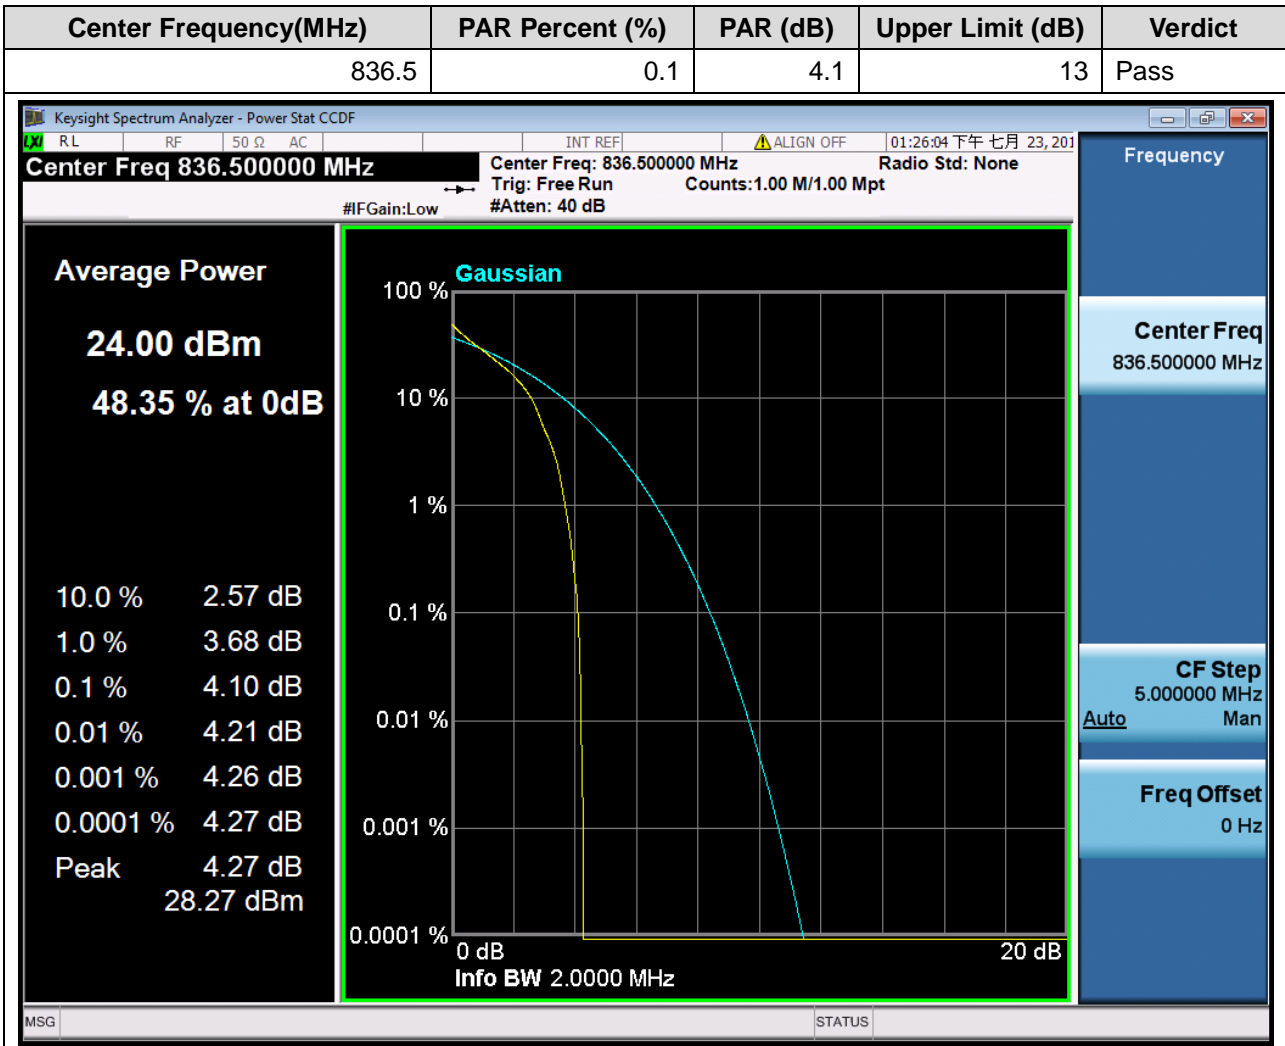 Center Frequency(MHz) PAR Percent (%) PAR (dB) Upper Limit (dB) Verdict
836.5 0.1 4.1 13 Pass
Keysight Spectrum Analyzer - Power Stat CCDF
LXI RL RF 50 Ω AC INT REF ALIGN OFF 01:26:04 下午 七月 23, 201
Center Freq 836.500000 MHz
Center Freq: 836.500000 MHz Radio Std: None
Trig: Free Run Counts:1.00 M/1.00 Mpt
#IFGain:Low #Atten: 40 dB
Average Power
24.00 dBm
48.35 % at 0dB
10.0 % 2.57 dB
1.0 % 3.68 dB
0.1 % 4.10 dB
0.01 % 4.21 dB
0.001 % 4.26 dB
0.0001 % 4.27 dB
Peak 4.27 dB
28.27 dBm
Gaussian
100 %
10 %
1 %
0.1 %
0.01 %
0.001 %
0.0001 %
0 dB 20 dB
Info BW 2.0000 MHz
Frequency
Center Freq
836.500000 MHz
CF Step
5.000000 MHz
Auto Man
Freq Offset
0 Hz
MSG STATUS